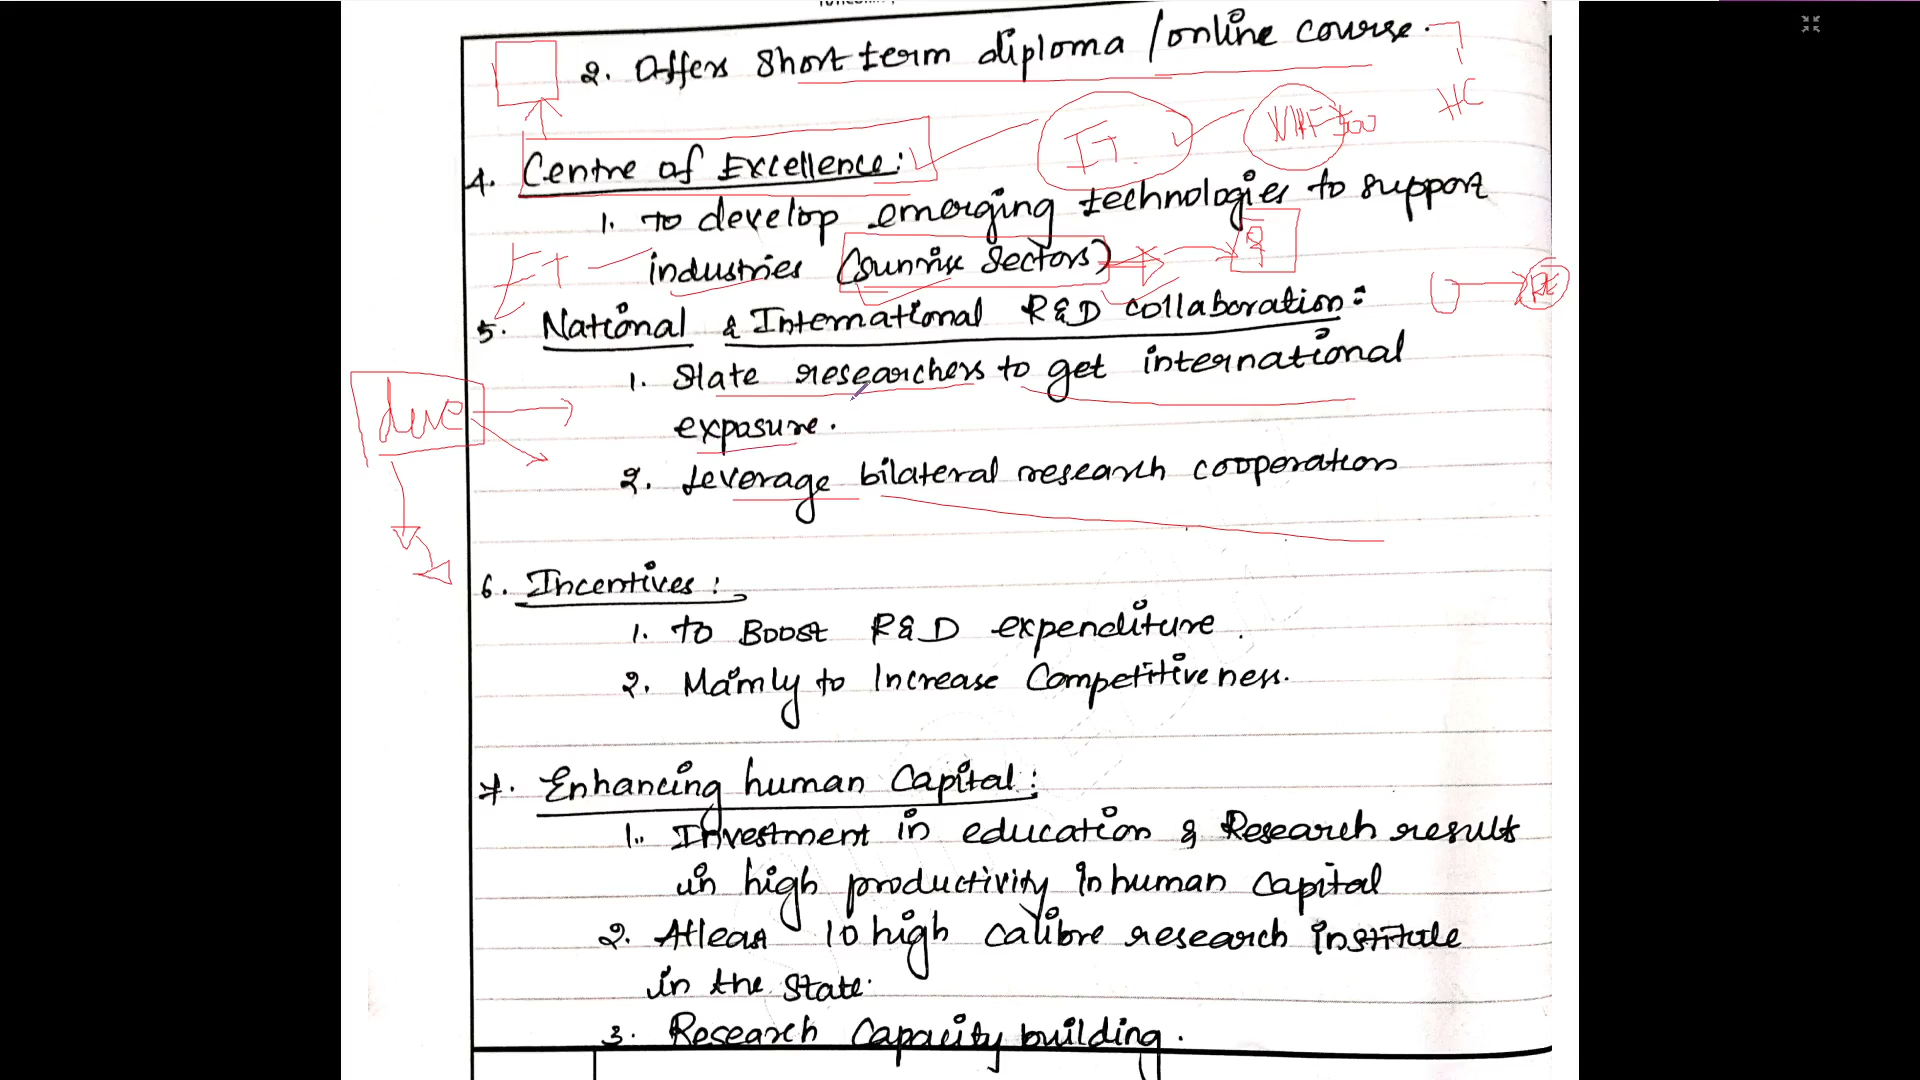 2. Offers Short term diploma / online course.
HC
4. Centre of Excellence:
1. to develop emerging technologies to support
ET
industries (sunrise sectors)
5. National & International R&D collaboration:
1. State researchers to get international
exposure.
2. Leverage bilateral research cooperation
6. Incentives:
1. to Boost R&D expenditure.
2. Mainly to Increase Competitiveness.
7. Enhancing human Capital:
1. Investment in education & Research results
in high productivity in human capital
2. Atleast 10 high calibre research institute
in the State.
3. Research Capacity building.